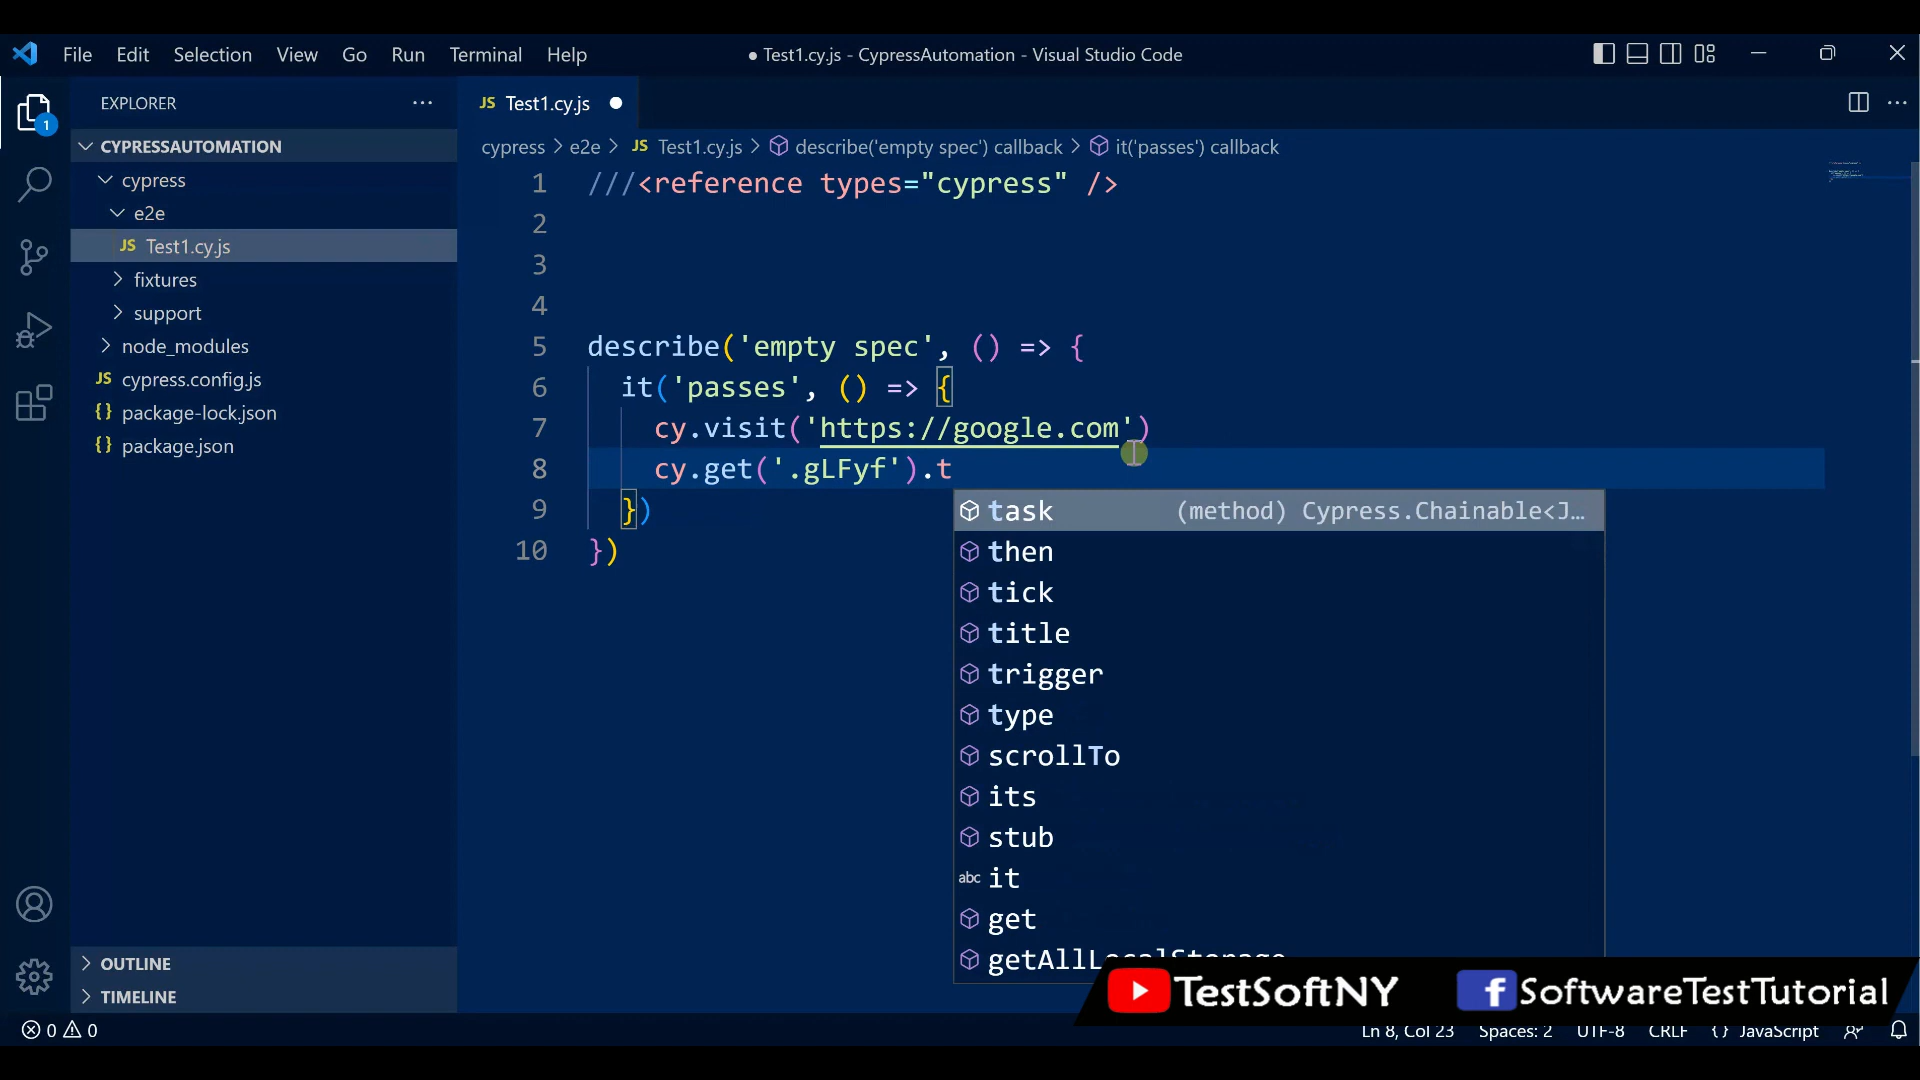 File Edit Selection View Go Run Terminal Help
● Test1.cy.js - CypressAutomation - Visual Studio Code
EXPLORER
1
CYPRESSAUTOMATION
cypress
e2e
JS Test1.cy.js
fixtures
support
node_modules
JS cypress.config.js
{} package-lock.json
{} package.json
OUTLINE
TIMELINE
JS Test1.cy.js
cypress > e2e > JS Test1.cy.js > describe('empty spec') callback > it('passes') callback
1 ///<reference types="cypress" />
2
3
4
5 describe('empty spec', () => {
6 it('passes', () => {
7 cy.visit('https://google.com')
8 cy.get('.gLFyf').t
9 })
10 })
task (method) Cypress.Chainable<J…
then
tick
title
trigger
type
scrollTo
its
stub
abc it
get
getAllLocalStorage
TestSoftNY
f SoftwareTestTutorial
0 0
Ln 8, Col 23 Spaces: 2 UTF-8 CRLF {} JavaScript